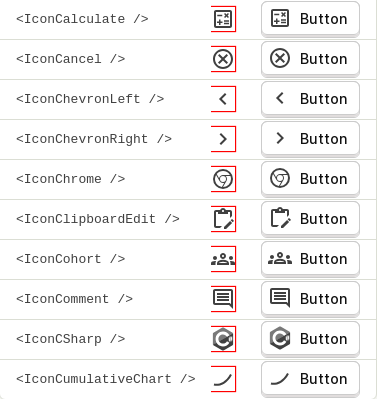 <IconCalculate /> Button
<IconCancel /> Button
<IconChevronLeft /> Button
<IconChevronRight /> Button
<IconChrome /> Button
<IconClipboardEdit /> Button
<IconCohort /> Button
<IconComment /> Button
<IconCSharp /> Button
<IconCumulativeChart /> Button